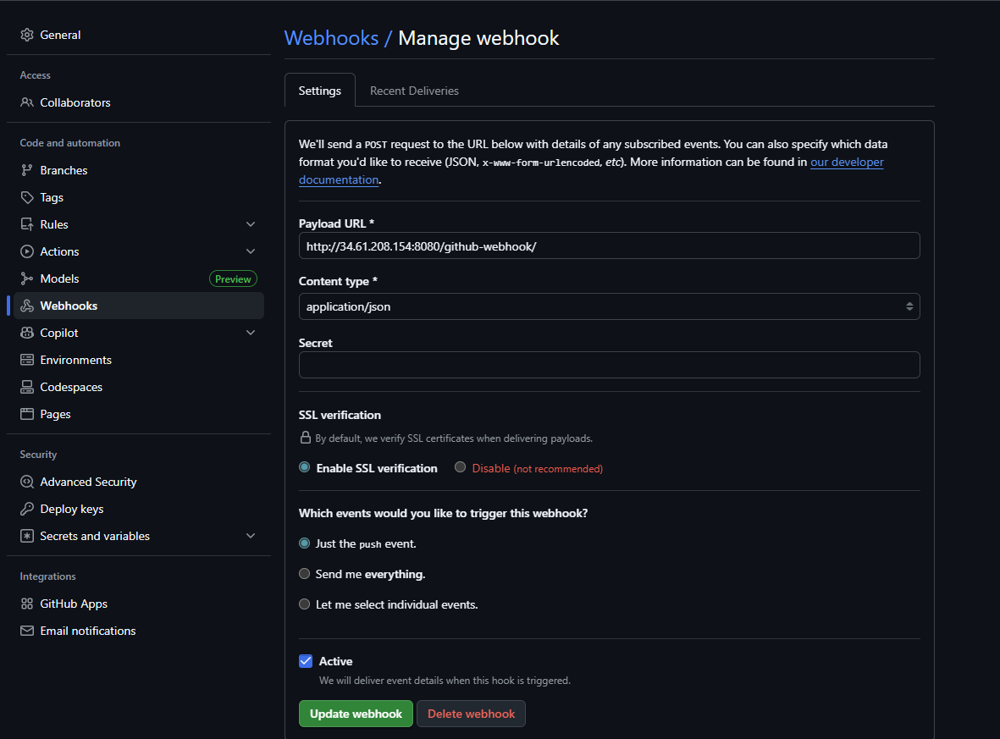 General
Access
Collaborators
Code and automation
Branches
Tags
Rules
Actions
Models Preview
Webhooks
Copilot
Environments
Codespaces
Pages
Security
Advanced Security
Deploy keys
Secrets and variables
Integrations
GitHub Apps
Email notifications
Webhooks / Manage webhook
Settings Recent Deliveries
We'll send a POST request to the URL below with details of any subscribed events. You can also specify which data
format you'd like to receive (JSON, x-www-form-urlencoded, etc). More information can be found in our developer
documentation.
Payload URL *
http://34.61.208.154:8080/github-webhook/
Content type *
application/json
Secret
SSL verification
By default, we verify SSL certificates when delivering payloads.
Enable SSL verification Disable (not recommended)
Which events would you like to trigger this webhook?
Just the push event.
Send me everything.
Let me select individual events.
Active
We will deliver event details when this hook is triggered.
Update webhook Delete webhook